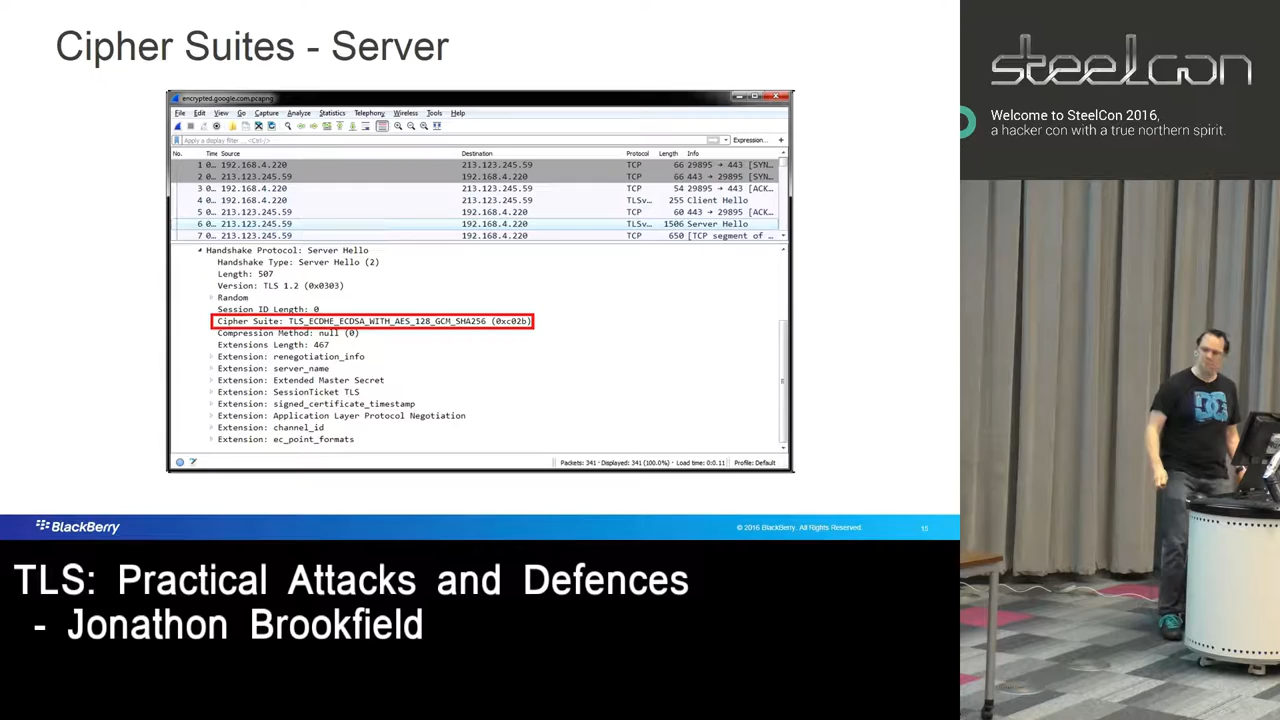 Cipher Suites - Server
encrypted.google.com.pcapng
File Edit View Go Capture Analyze Statistics Telephony Wireless Tools Help
Apply a display filter ... <Ctrl-/> Expression... +
No. Time Source Destination Protocol Length Info
1 0… 192.168.4.220 213.123.245.59 TCP 66 29895 → 443 [SYN…
2 0… 213.123.245.59 192.168.4.220 TCP 66 443 → 29895 [SYN…
3 0… 192.168.4.220 213.123.245.59 TCP 54 29895 → 443 [ACK…
4 0… 192.168.4.220 213.123.245.59 TLSv… 255 Client Hello
5 0… 213.123.245.59 192.168.4.220 TCP 60 443 → 29895 [ACK…
6 0… 213.123.245.59 192.168.4.220 TLSv… 1506 Server Hello
7 0… 213.123.245.59 192.168.4.220 TCP 650 [TCP segment of …
Handshake Protocol: Server Hello
Handshake Type: Server Hello (2)
Length: 507
Version: TLS 1.2 (0x0303)
Random
Session ID Length: 0
Cipher Suite: TLS_ECDHE_ECDSA_WITH_AES_128_GCM_SHA256 (0xc02b)
Compression Method: null (0)
Extensions Length: 467
Extension: renegotiation_info
Extension: server_name
Extension: Extended Master Secret
Extension: SessionTicket TLS
Extension: signed_certificate_timestamp
Extension: Application Layer Protocol Negotiation
Extension: channel_id
Extension: ec_point_formats
Packets: 341 · Displayed: 341 (100.0%) · Load time: 0:0.11 Profile: Default
BlackBerry © 2016 BlackBerry. All Rights Reserved. 15
TLS: Practical Attacks and Defences
- Jonathon Brookfield
steelcon
Welcome to SteelCon 2016,
a hacker con with a true northern spirit.